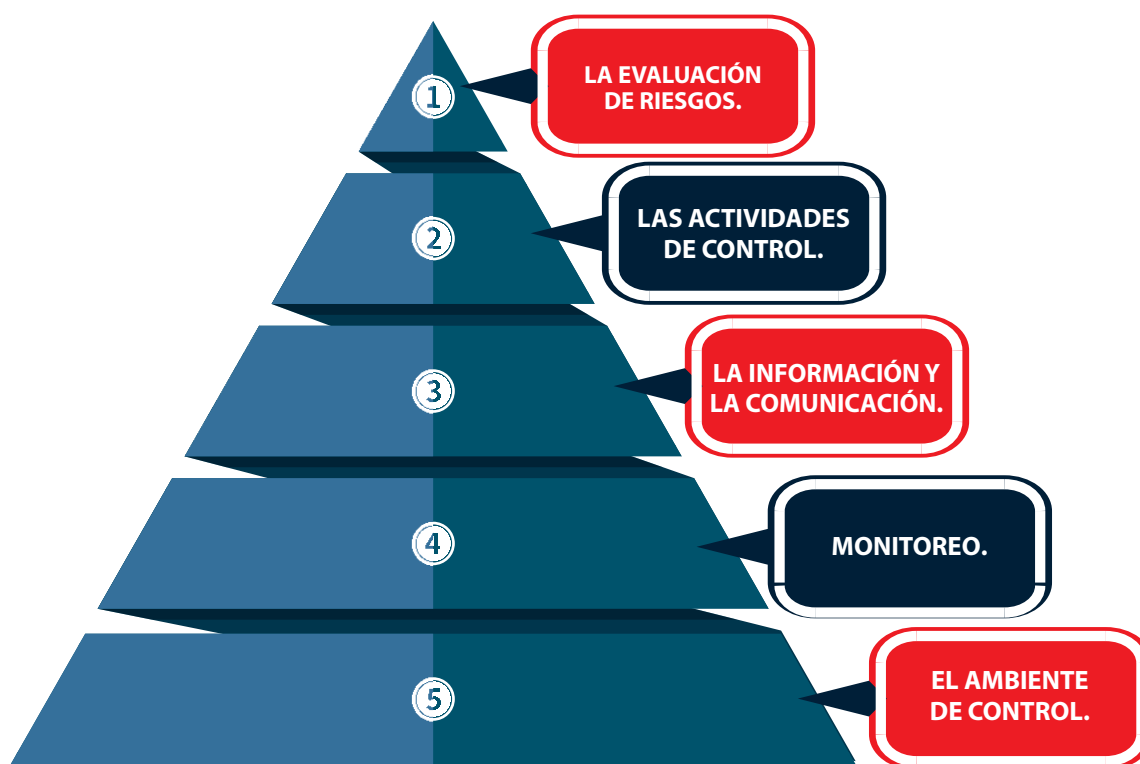 1
LA EVALUACIÓN
DE RIESGOS.
2
LAS ACTIVIDADES
DE CONTROL.
3
LA INFORMACIÓN Y
LA COMUNICACIÓN.
4
MONITOREO.
5
EL AMBIENTE
DE CONTROL.